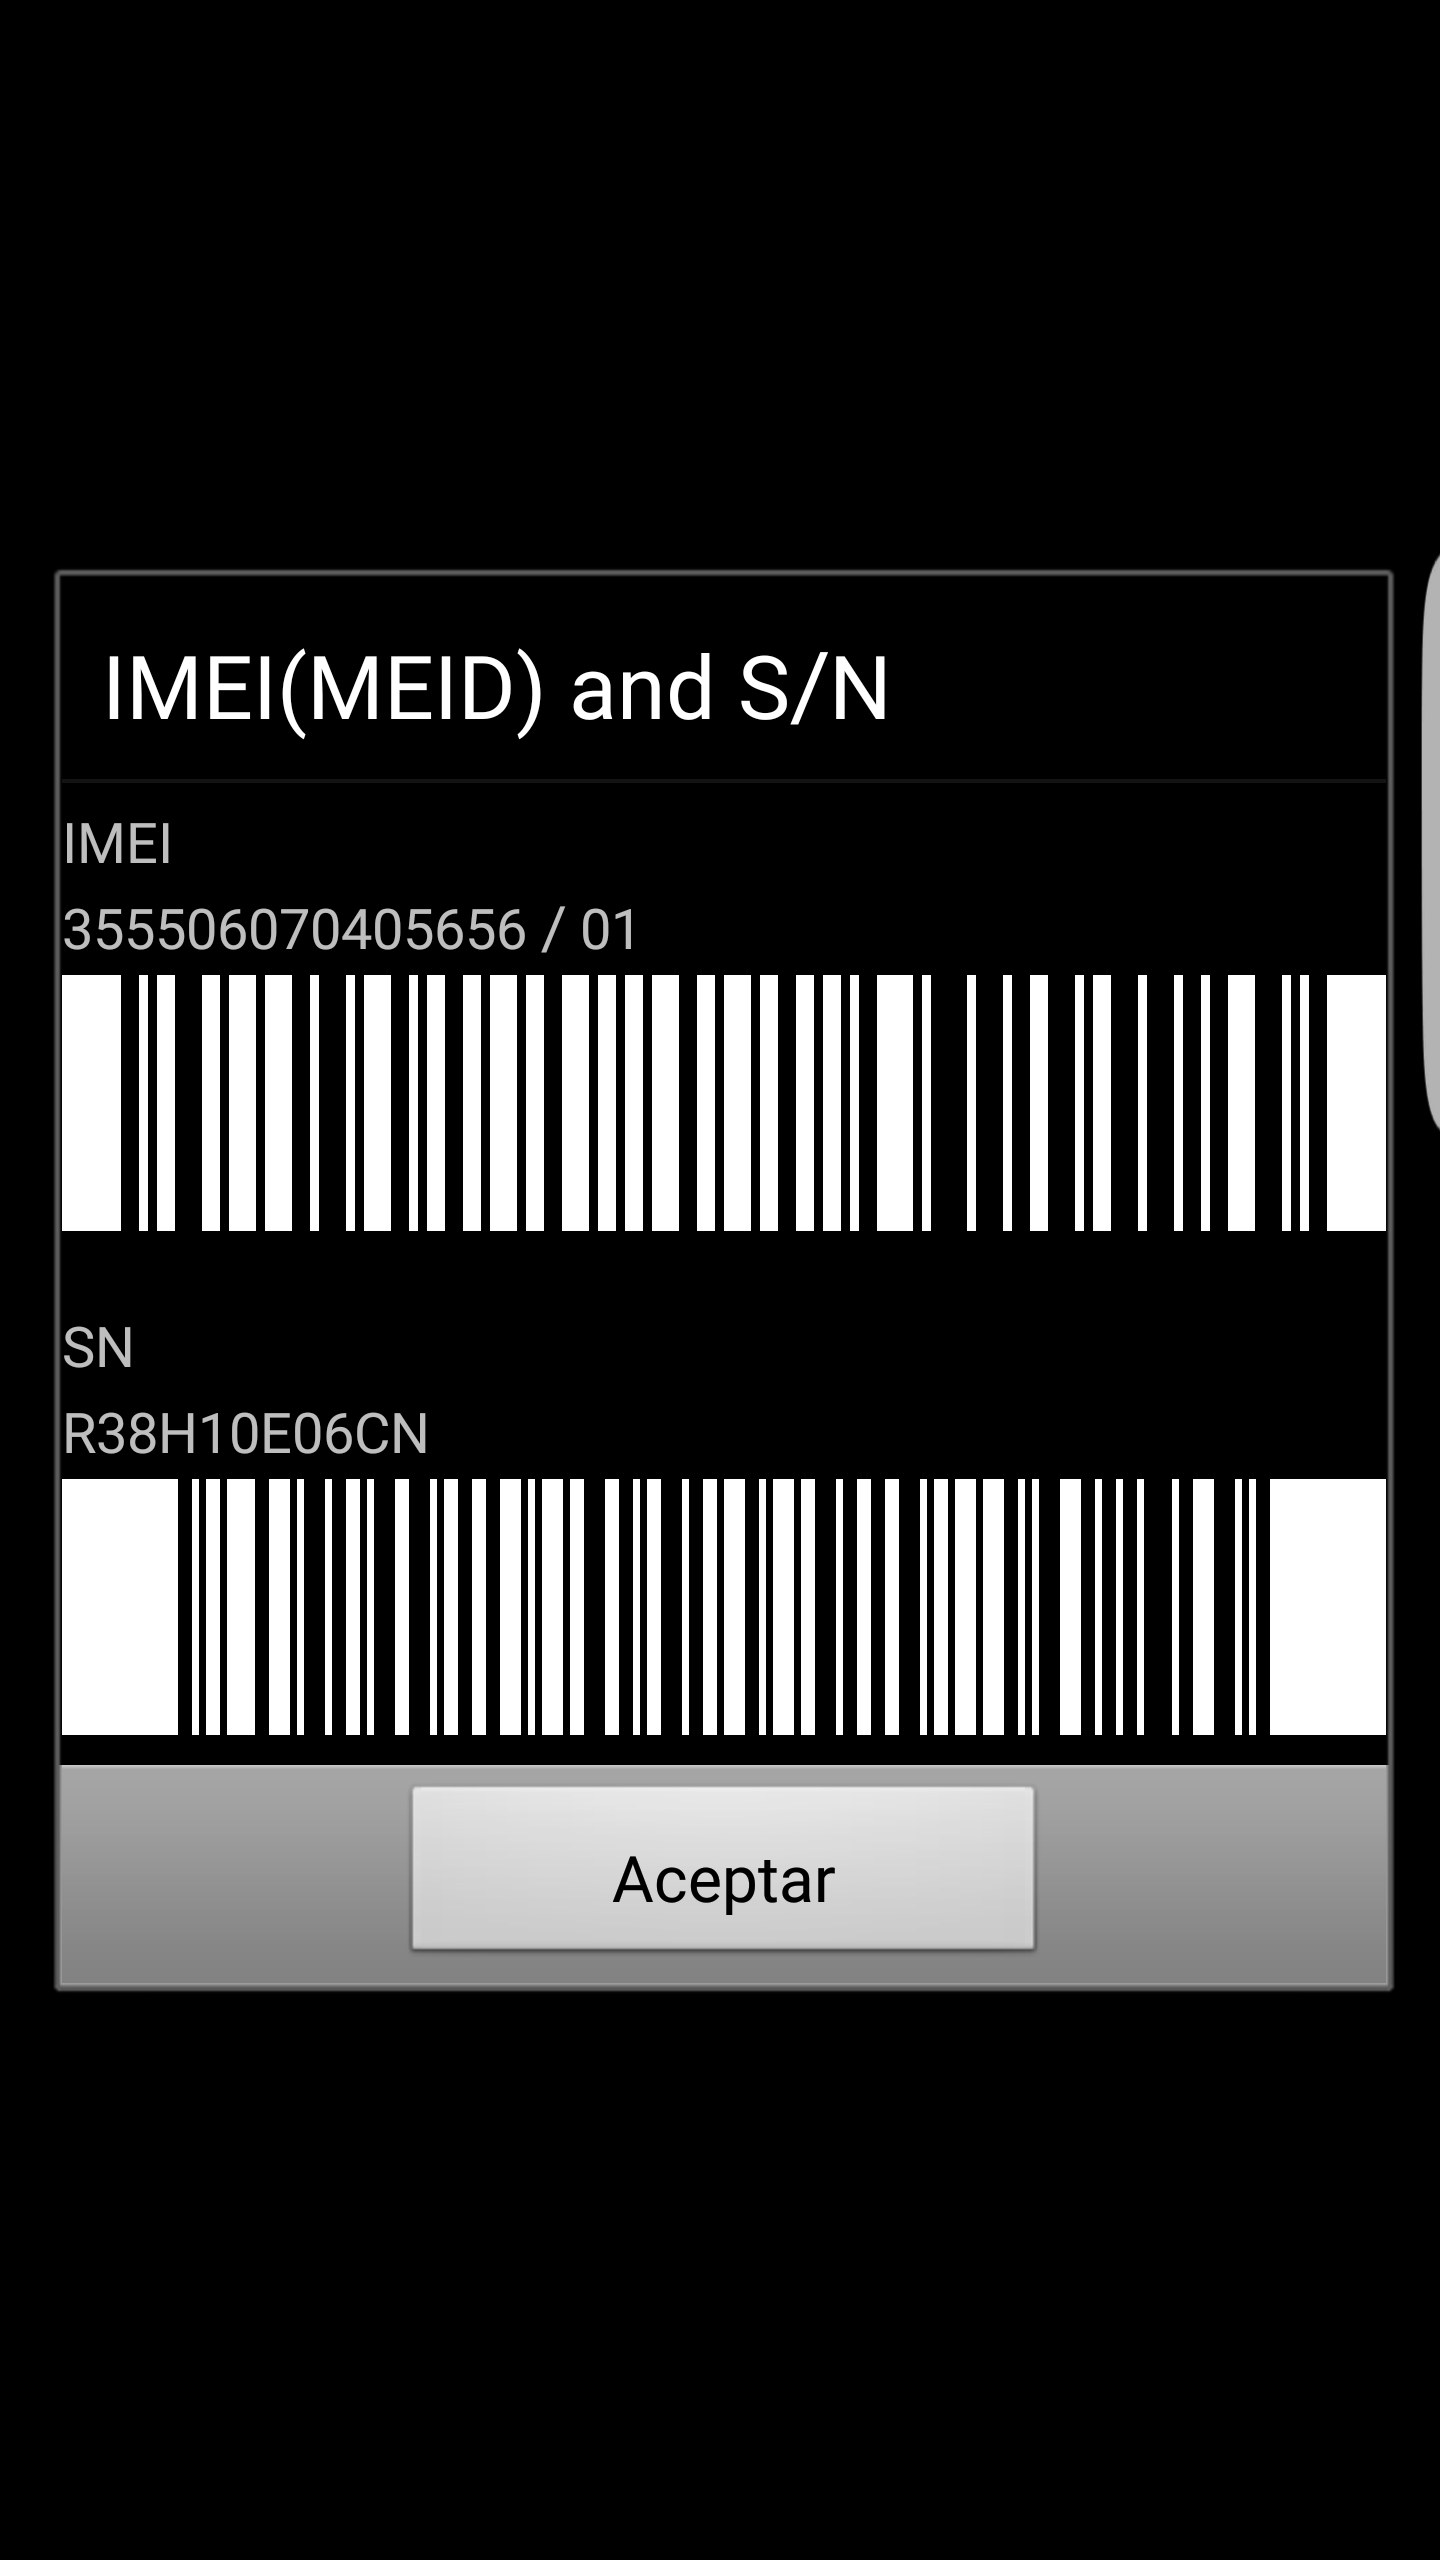 IMEI(MEID) and S/N
IMEI
355506070405656 / 01
SN
R38H10E06CN
Aceptar